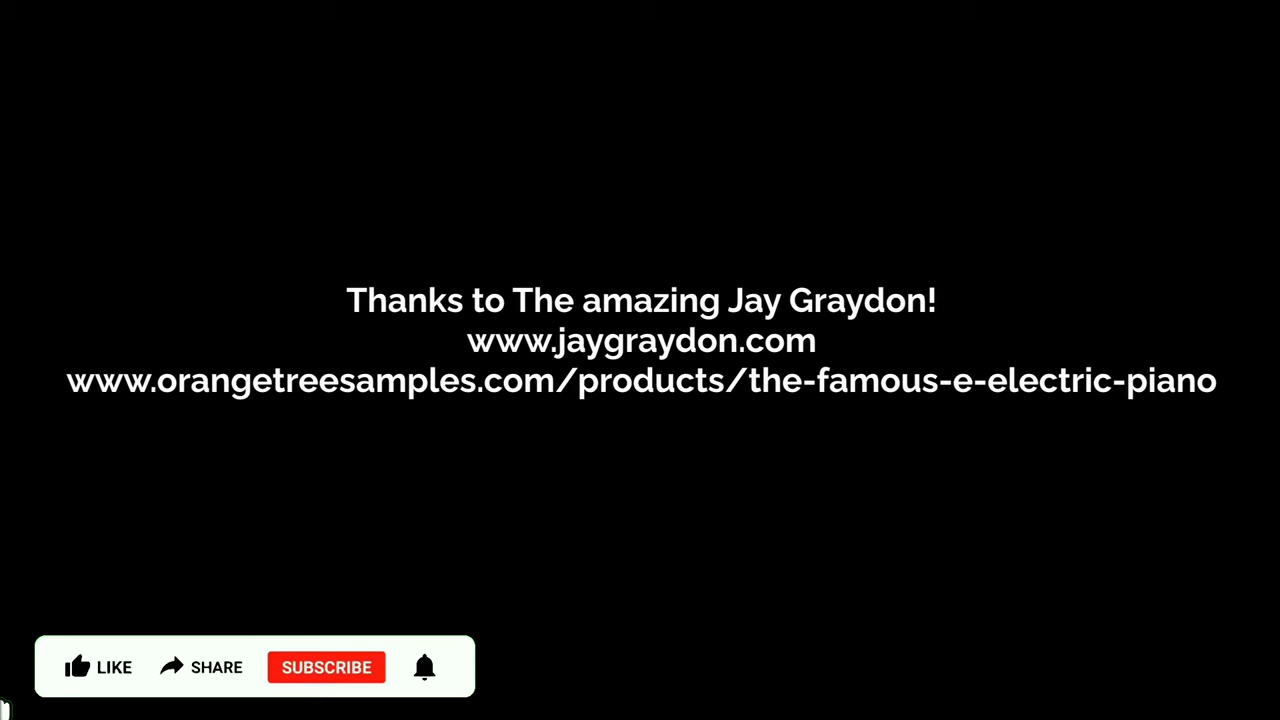 Thanks to The amazing Jay Graydon!
www.jaygraydon.com
www.orangetreesamples.com/products/the-famous-e-electric-piano
LIKE SHARE SUBSCRIBE